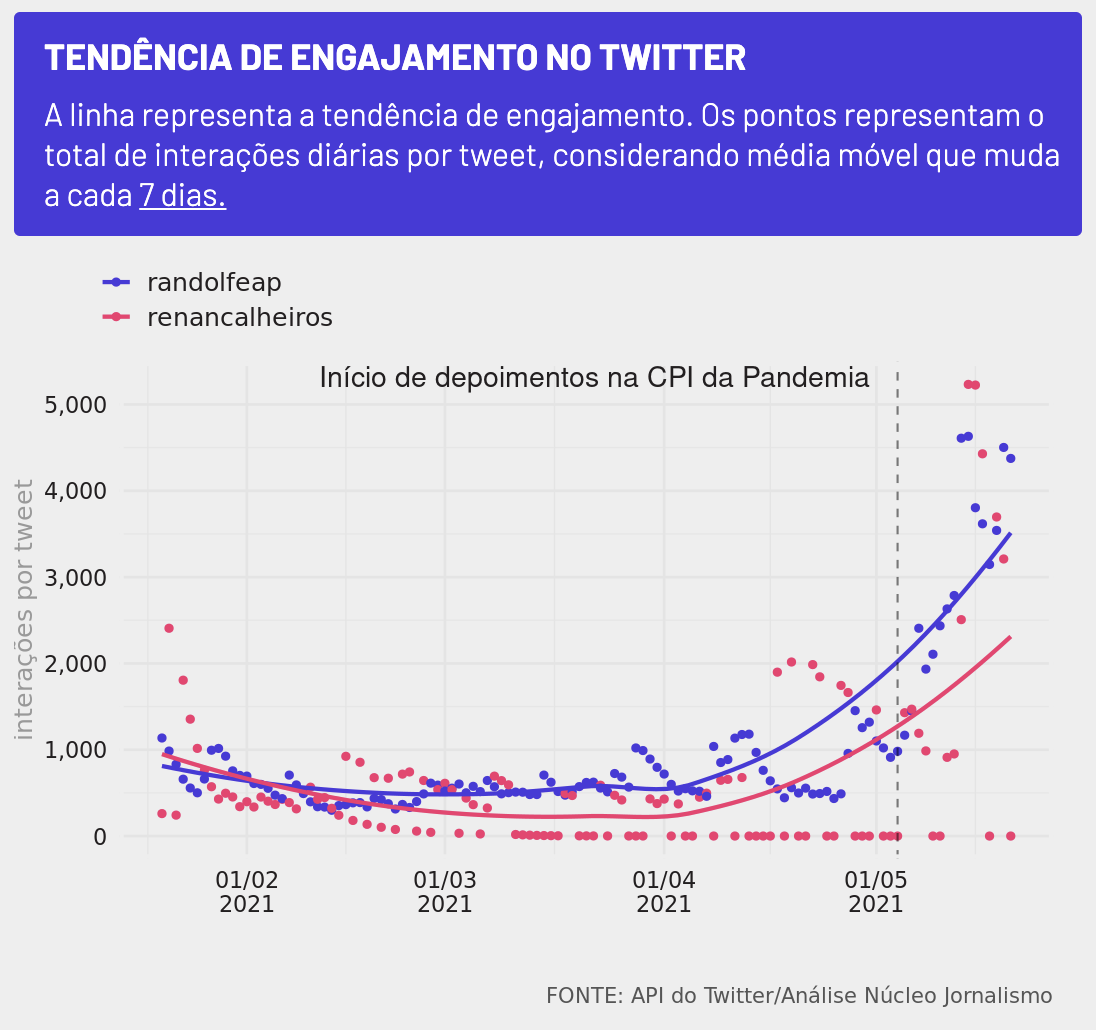 TENDÊNCIA DE ENGAJAMENTO NO TWITTER
A linha representa a tendência de engajamento. Os pontos representam o
total de interações diárias por tweet, considerando média móvel que muda
a cada 7 dias.
randolfeap
renancalheiros
Início de depoimentos na CPI da Pandemia
interações por tweet
5,000
4,000
3,000
2,000
1,000
0
01/02
2021
01/03
2021
01/04
2021
01/05
2021
FONTE: API do Twitter/Análise Núcleo Jornalismo